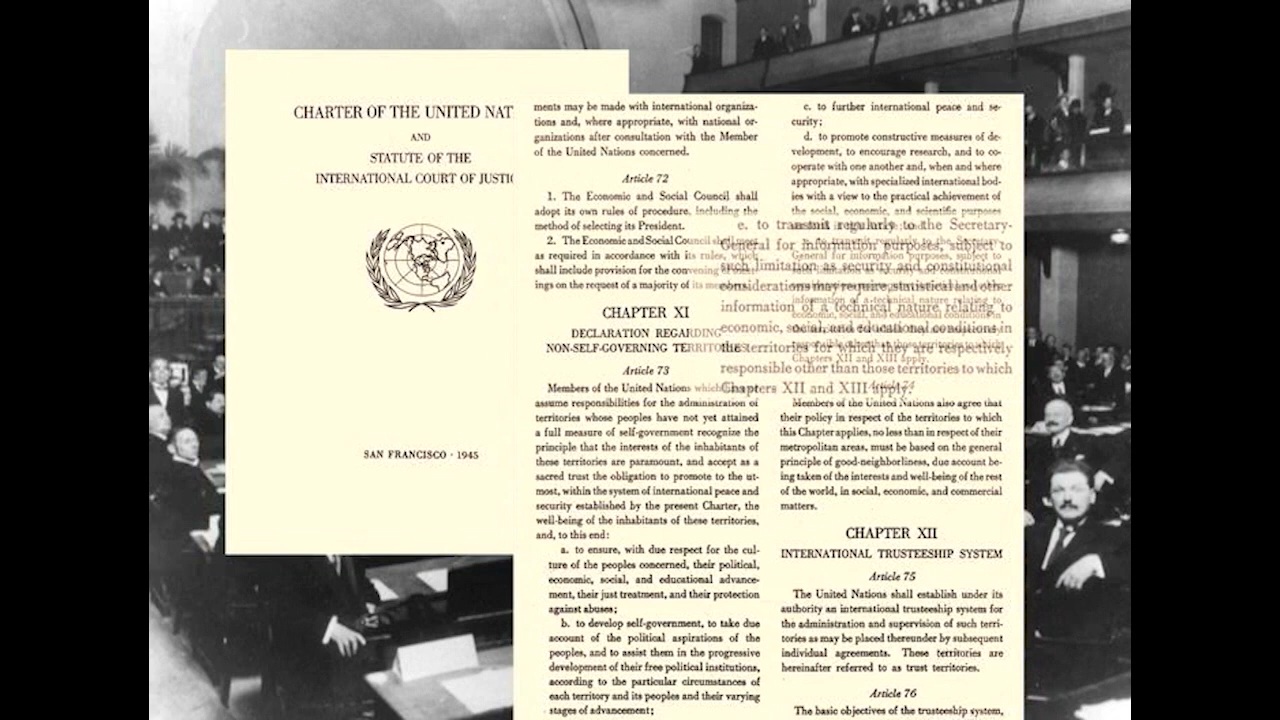 CHARTER OF THE UNITED NAT
AND
STATUTE OF THE
INTERNATIONAL COURT OF JUSTIC
SAN FRANCISCO · 1945
ments may be made with international organiza-
tions and, where appropriate, with national or-
ganizations after consultation with the Member
of the United Nations concerned.
Article 72
1. The Economic and Social Council shall
adopt its own rules of procedure, including the
method of selecting its President.
2. The Economic and Social Council shall meet
as required in accordance with its rules, which
shall include provision for the convening of meet-
ings on the request of a majority of its members.
CHAPTER XI
DECLARATION REGARDING
NON-SELF-GOVERNING TERRITORIES
Article 73
Members of the United Nations which have or
assume responsibilities for the administration of
territories whose peoples have not yet attained
a full measure of self-government recognize the
principle that the interests of the inhabitants of
these territories are paramount, and accept as a
sacred trust the obligation to promote to the ut-
most, within the system of international peace and
security established by the present Charter, the
well-being of the inhabitants of these territories,
and, to this end:
a. to ensure, with due respect for the cul-
ture of the peoples concerned, their political,
economic, social, and educational advance-
ment, their just treatment, and their protection
against abuses;
b. to develop self-government, to take due
account of the political aspirations of the
peoples, and to assist them in the progressive
development of their free political institutions,
according to the particular circumstances of
each territory and its peoples and their varying
stages of advancement;
c. to further international peace and se-
curity;
d. to promote constructive measures of de-
velopment, to encourage research, and to co-
operate with one another and, when and where
appropriate, with specialized international bod-
ies with a view to the practical achievement of
the social, economic, and scientific purposes
e. to transmit regularly to the Secretary-
General for information purposes, subject to
such limitation as security and constitutional
considerations may require, statistical and other
information of a technical nature relating to
economic, social, and educational conditions in
the territories for which they are respectively
responsible other than those territories to which
Chapters XII and XIII apply.
Article 74
Members of the United Nations also agree that
their policy in respect of the territories to which
this Chapter applies, no less than in respect of their
metropolitan areas, must be based on the general
principle of good-neighborliness, due account be-
ing taken of the interests and well-being of the rest
of the world, in social, economic, and commercial
matters.
CHAPTER XII
INTERNATIONAL TRUSTEESHIP SYSTEM
Article 75
The United Nations shall establish under its
authority an international trusteeship system for
the administration and supervision of such terri-
tories as may be placed thereunder by subsequent
individual agreements. These territories are
hereinafter referred to as trust territories.
Article 76
The basic objectives of the trusteeship system,